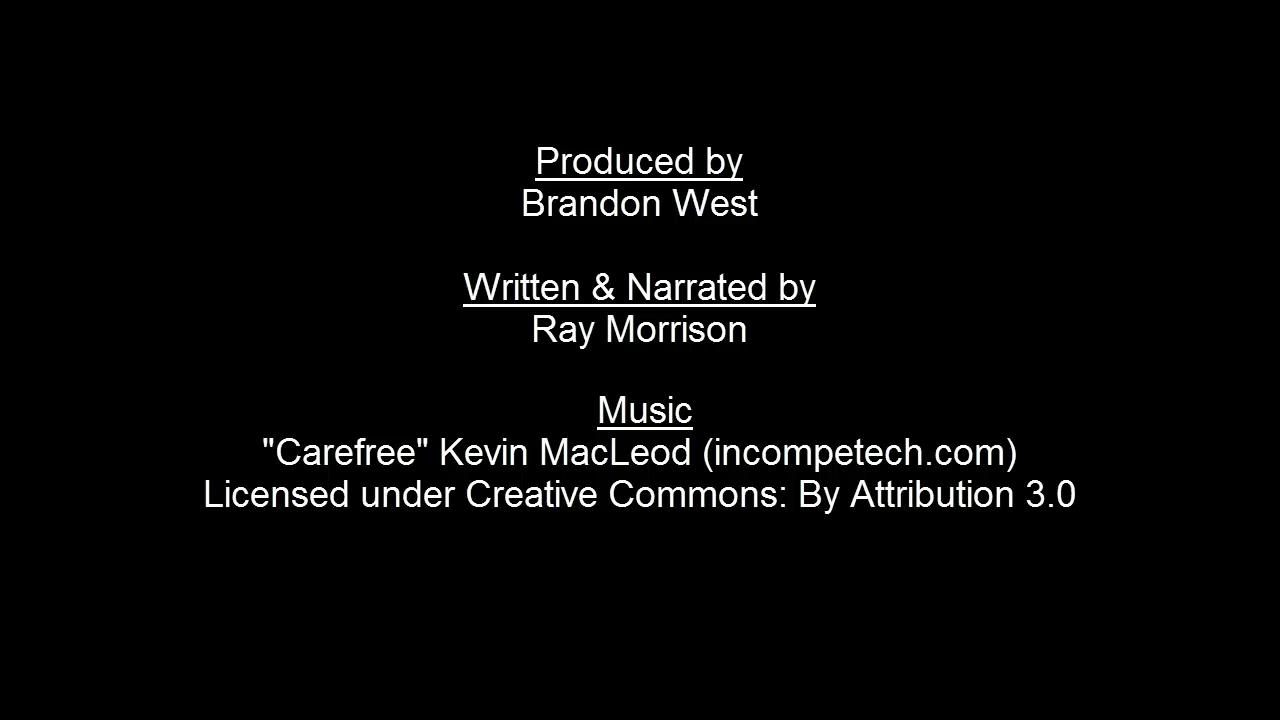 Produced by
Brandon West
Written & Narrated by
Ray Morrison
Music
"Carefree" Kevin MacLeod (incompetech.com)
Licensed under Creative Commons: By Attribution 3.0